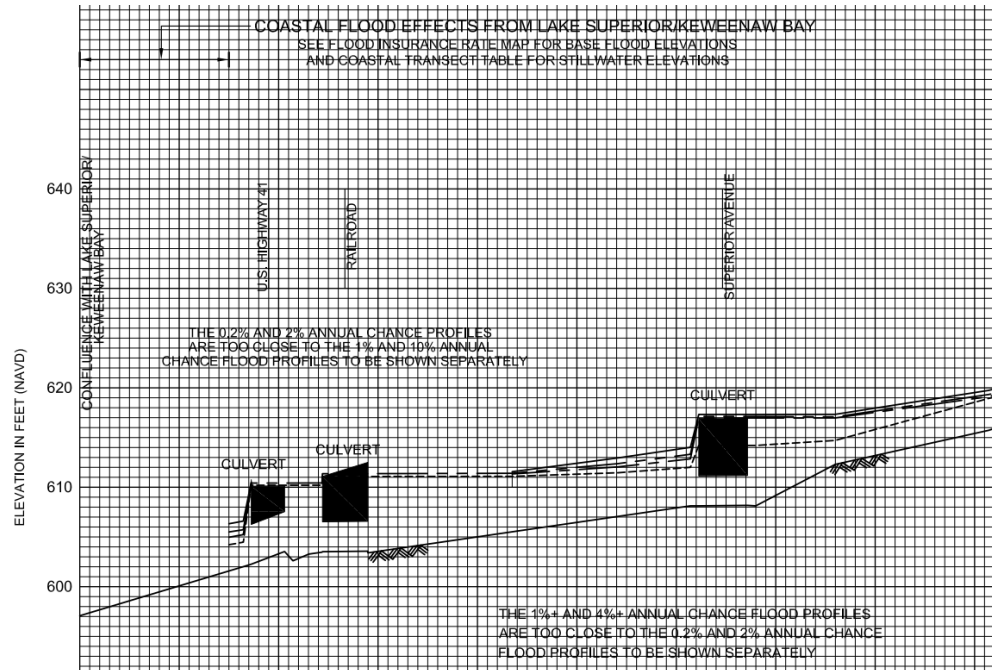 COASTAL FLOOD EFFECTS FROM LAKE SUPERIOR/KEWEENAW BAY
SEE FLOOD INSURANCE RATE MAP FOR BASE FLOOD ELEVATIONS
AND COASTAL TRANSECT TABLE FOR STILLWATER ELEVATIONS
640
630
620
610
600
ELEVATION IN FEET (NAVD)
CONFLUENCE WITH LAKE SUPERIOR/
KEWEENAW BAY
U.S. HIGHWAY 41
RAILROAD
SUPERIOR AVENUE
THE 0.2% AND 2% ANNUAL CHANCE PROFILES
ARE TOO CLOSE TO THE 1% AND 10% ANNUAL
CHANCE FLOOD PROFILES TO BE SHOWN SEPARATELY
CULVERT
CULVERT
CULVERT
THE 1%+ AND 4%+ ANNUAL CHANCE FLOOD PROFILES
ARE TOO CLOSE TO THE 0.2% AND 2% ANNUAL CHANCE
FLOOD PROFILES TO BE SHOWN SEPARATELY